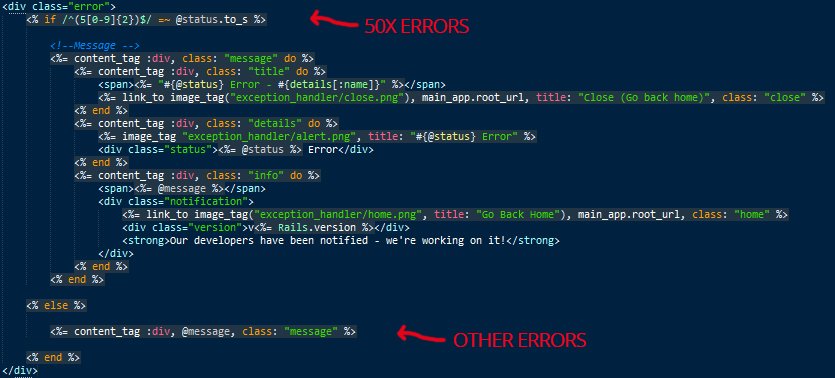 <div class="error">
<% if /^(5[0-9]{2})$/ =~ @status.to_s %>
50X ERRORS
<!--Message -->
<%= content_tag :div, class: "message" do %>
<%= content_tag :div, class: "title" do %>
<span><%= "#{@status} Error - #{details[:name]}" %></span>
<%= link_to image_tag("exception_handler/close.png"), main_app.root_url, title: "Close (Go back home)", class: "close" %>
<% end %>
<%= content_tag :div, class: "details" do %>
<%= image_tag "exception_handler/alert.png", title: "#{@status} Error" %>
<div class="status"><%= @status %> Error</div>
<% end %>
<%= content_tag :div, class: "info" do %>
<span><%= @message %></span>
<div class="notification">
<%= link_to image_tag("exception_handler/home.png", title: "Go Back Home"), main_app.root_url, class: "home" %>
<div class="version">v<%= Rails.version %></div>
<strong>Our developers have been notified - we're working on it!</strong>
</div>
<% end %>
<% end %>
<% else %>
<%= content_tag :div, @message, class: "message" %>
OTHER ERRORS
<% end %>
</div>